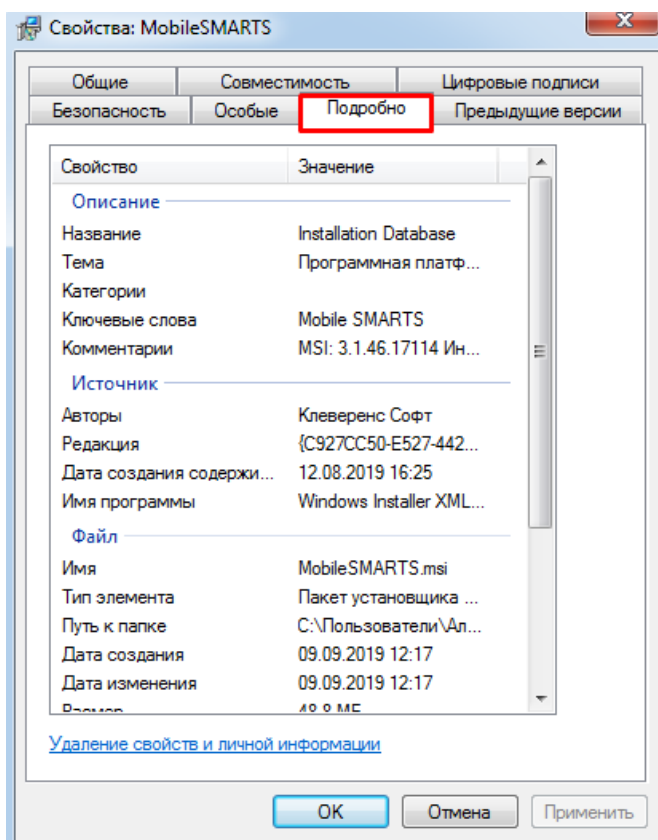 Свойства: MobileSMARTS
Общие Совместимость Цифровые подписи
Безопасность Особые Подробно Предыдущие версии
Свойство Значение
Описание
Название Installation Database
Тема Программная платф...
Категории
Ключевые слова Mobile SMARTS
Комментарии MSI: 3.1.46.17114 Ин...
Источник
Авторы Клеверенс Софт
Редакция {C927CC50-E527-442...
Дата создания содержи... 12.08.2019 16:25
Имя программы Windows Installer XML...
Файл
Имя MobileSMARTS.msi
Тип элемента Пакет установщика ...
Путь к папке C:\Пользователи\Ал...
Дата создания 09.09.2019 12:17
Дата изменения 09.09.2019 12:17
Размер 48,8 МБ
Удаление свойств и личной информации
OK Отмена Применить